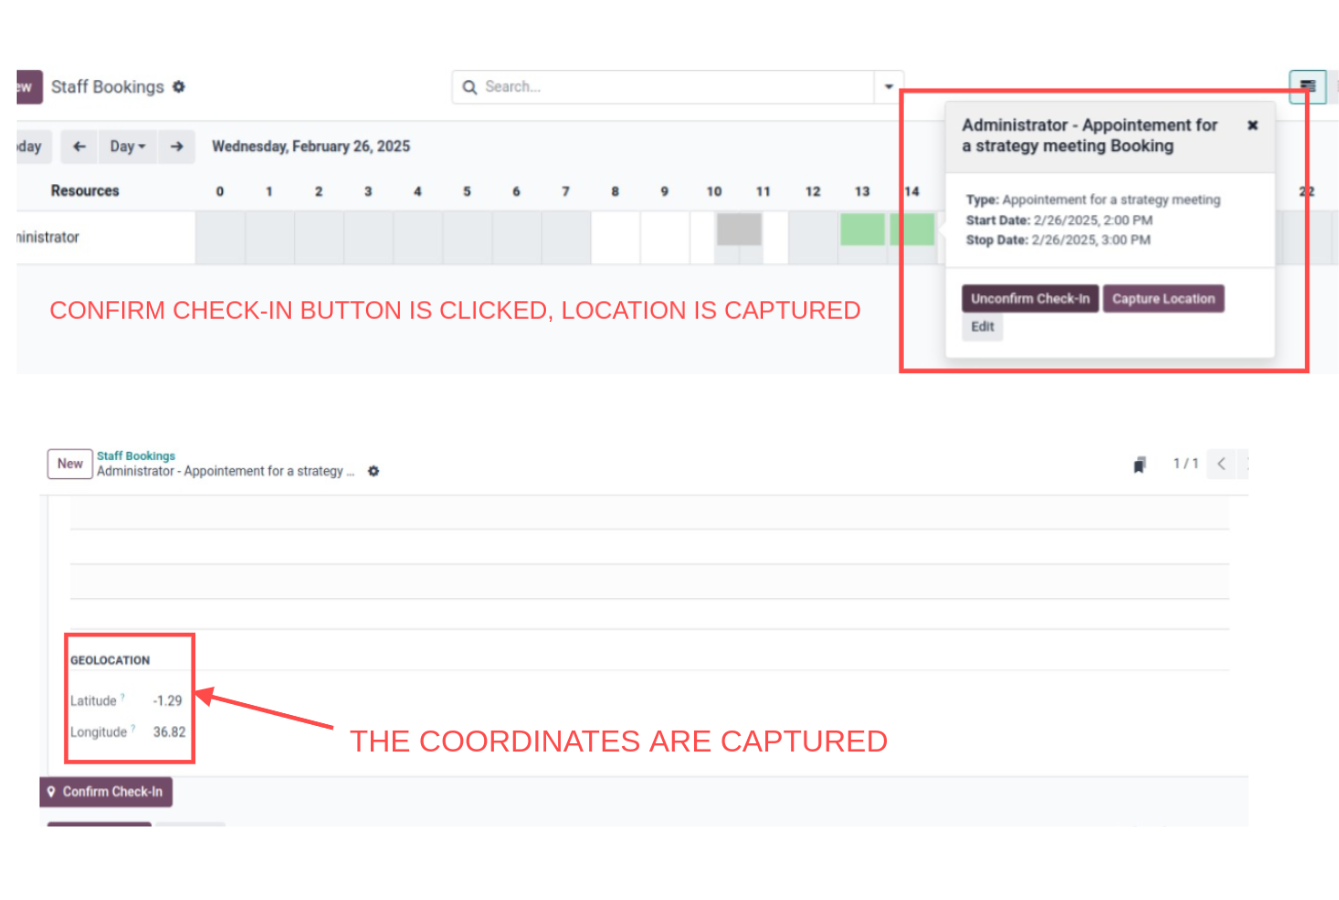 ew Staff Bookings Search...
day Day Wednesday, February 26, 2025
Resources 0 1 2 3 4 5 6 7 8 9 10 11 12 13 14 22
ministrator
Administrator - Appointement for
a strategy meeting Booking
Type: Appointement for a strategy meeting
Start Date: 2/26/2025, 2:00 PM
Stop Date: 2/26/2025, 3:00 PM
Unconfirm Check-In Capture Location
Edit
CONFIRM CHECK-IN BUTTON IS CLICKED, LOCATION IS CAPTURED
New Staff Bookings
Administrator - Appointement for a strategy ... 1 / 1
GEOLOCATION
Latitude ? -1.29
Longitude ? 36.82
THE COORDINATES ARE CAPTURED
Confirm Check-In